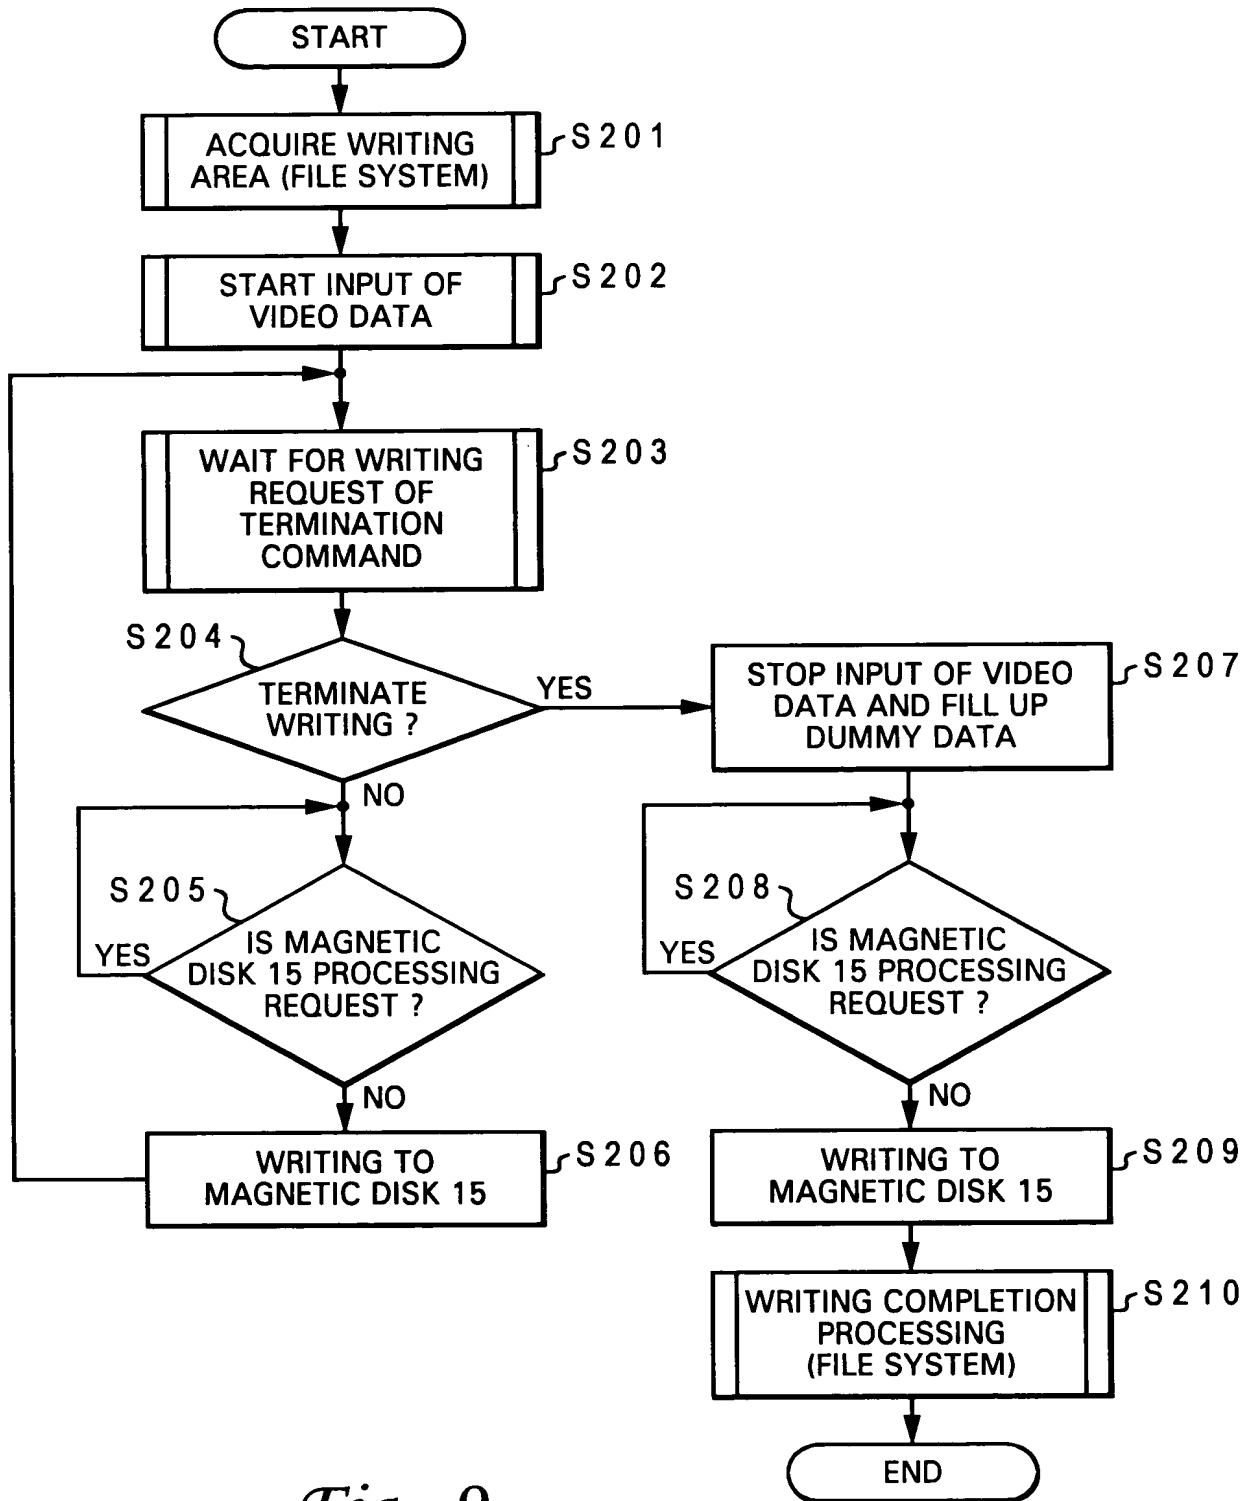 START
ACQUIRE WRITING
AREA (FILE SYSTEM)
S201
START INPUT OF
VIDEO DATA
S202
WAIT FOR WRITING
REQUEST OF
TERMINATION
COMMAND
S203
S204
TERMINATE
WRITING ?
YES
NO
S205
YES
IS MAGNETIC
DISK 15 PROCESSING
REQUEST ?
NO
WRITING TO
MAGNETIC DISK 15
S206
STOP INPUT OF VIDEO
DATA AND FILL UP
DUMMY DATA
S207
S208
YES
IS MAGNETIC
DISK 15 PROCESSING
REQUEST ?
NO
WRITING TO
MAGNETIC DISK 15
S209
WRITING COMPLETION
PROCESSING
(FILE SYSTEM)
S210
END